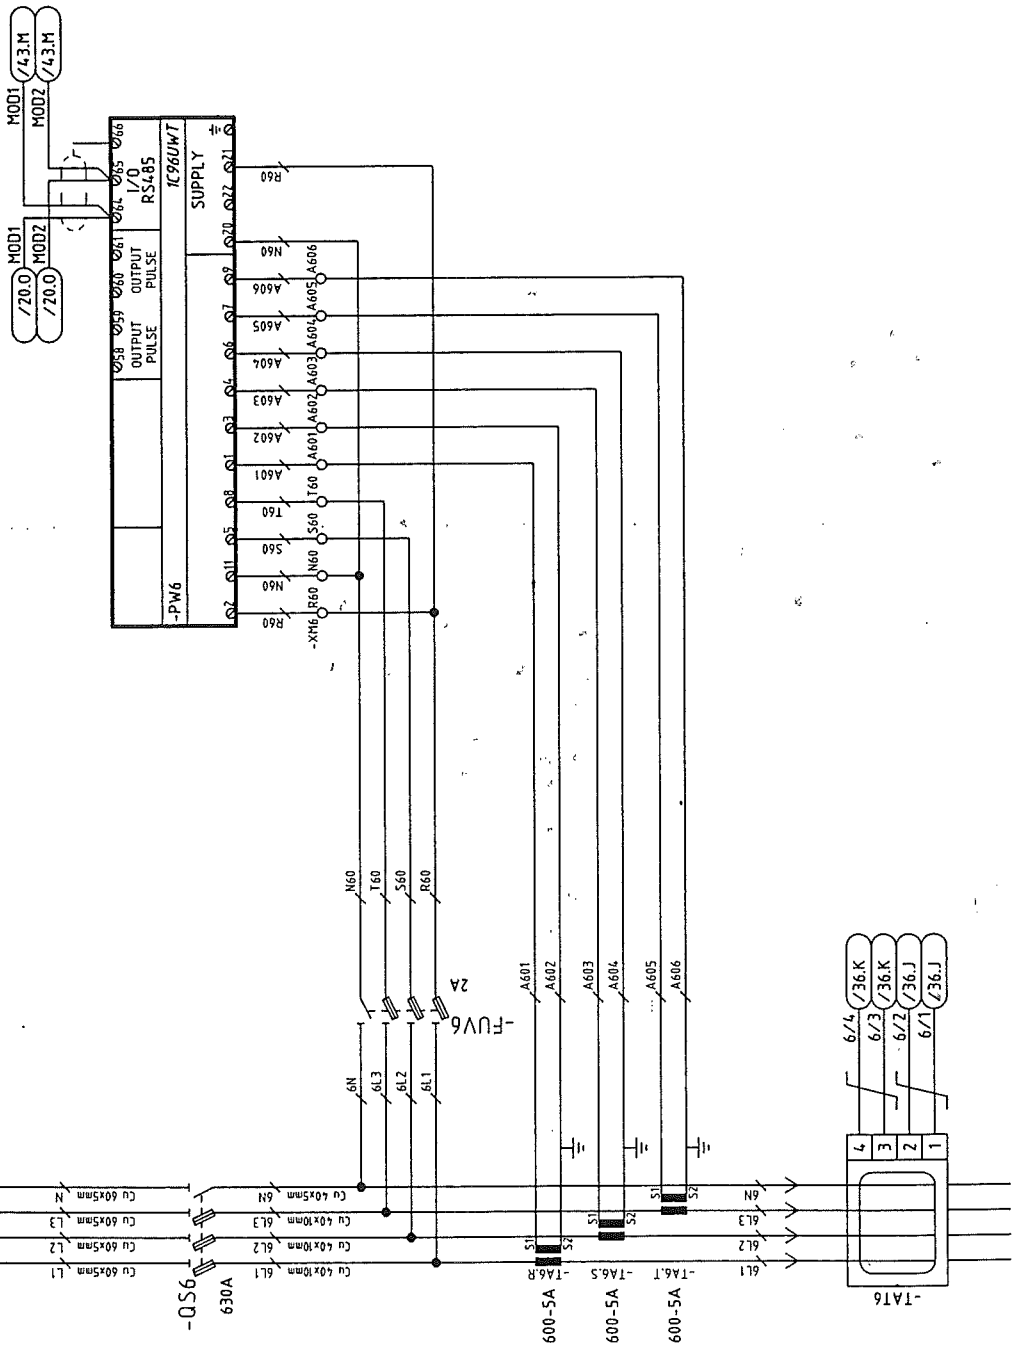 /43.M
/43.M
MOD1
MOD2
MOD1
MOD2
/20.0
/20.0
66
65
64
61
60
59
58
I/O
RS485
OUTPUT
PULSE
OUTPUT
PULSE
1C96UWT
-PW6
SUPPLY
21
22
20
9
7
6
4
3
1
8
5
11
2
R60
N60
A606
A605
A604
A603
A602
A601
T60
S60
N60
R60
A606
A605
A604
A603
A602
A601
T60
S60
N60
R60
-XM6
N60
T60
S60
R60
2A
-FUV6
6N
6L3
6L2
6L1
A601
A602
A603
A604
A605
A606
/36.K
/36.K
/36.J
/36.J
6/4
6/3
6/2
6/1
4
3
2
1
-TAT6
N
Cu 60x5mm
L3
Cu 60x5mm
L2
Cu 60x5mm
L1
Cu 60x5mm
-QS6
630A
6N
Cu 40x5mm
6L3
Cu 40x10mm
6L2
Cu 40x10mm
6L1
Cu 40x10mm
S1
S2
-TA6.R
600-5A
S1
S2
-TA6.S
600-5A
S1
S2
-TA6.T
600-5A
6N
6L3
6L2
6L1